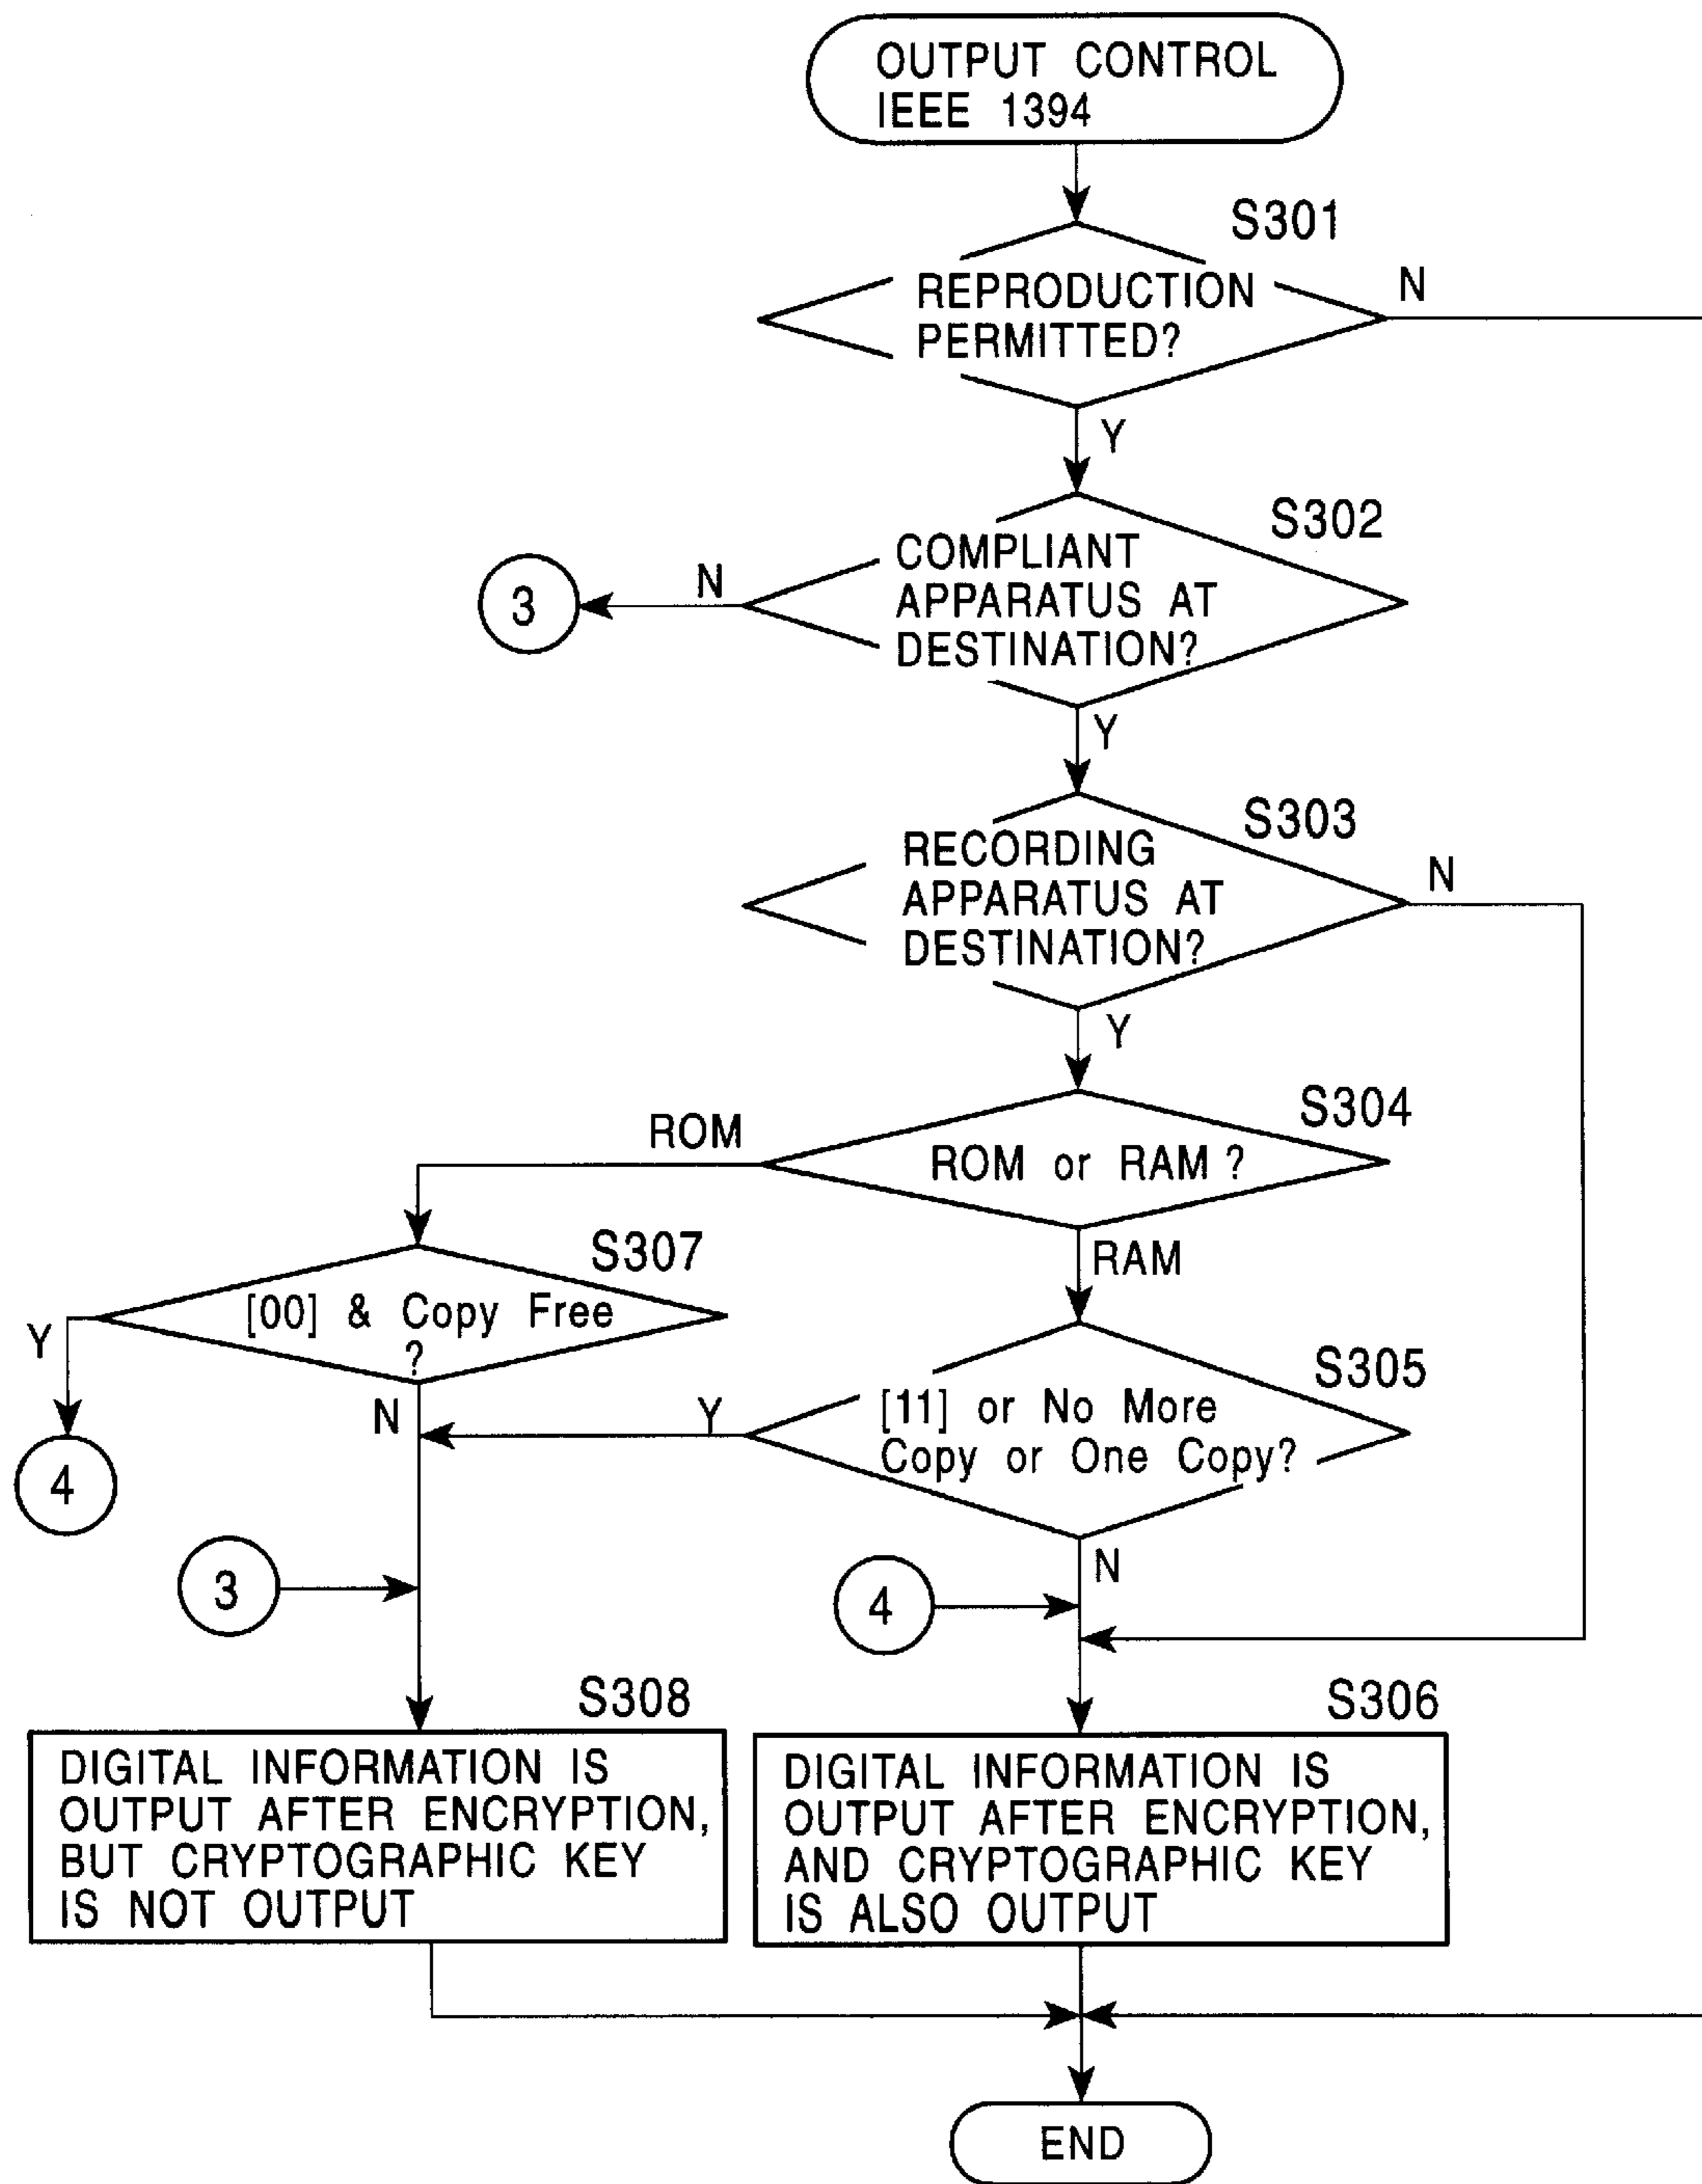 OUTPUT CONTROL
IEEE 1394
S301
REPRODUCTION
PERMITTED?
N
Y
S302
COMPLIANT
APPARATUS AT
DESTINATION?
N
3
Y
S303
RECORDING
APPARATUS AT
DESTINATION?
N
Y
S304
ROM
ROM or RAM ?
RAM
S307
[00] & Copy Free
?
Y
N
4
S305
[11] or No More
Copy or One Copy?
Y
N
3
4
S308
DIGITAL INFORMATION IS
OUTPUT AFTER ENCRYPTION,
BUT CRYPTOGRAPHIC KEY
IS NOT OUTPUT
S306
DIGITAL INFORMATION IS
OUTPUT AFTER ENCRYPTION,
AND CRYPTOGRAPHIC KEY
IS ALSO OUTPUT
END